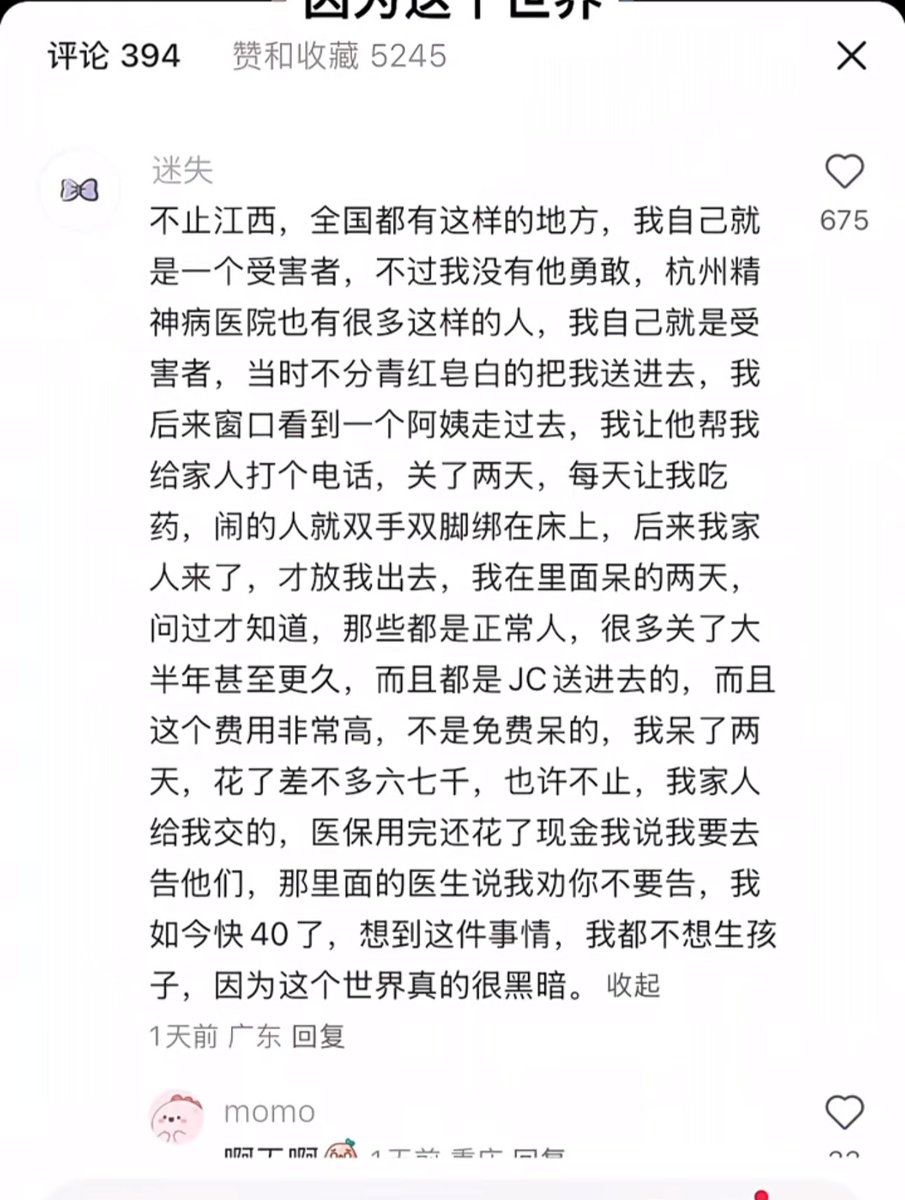 因为这个世界
评论 394 赞和收藏 5245
迷失
675
不止江西，全国都有这样的地方，我自己就
是一个受害者，不过我没有他勇敢，杭州精
神病医院也有很多这样的人，我自己就是受
害者，当时不分青红皂白的把我送进去，我
后来窗口看到一个阿姨走过去，我让他帮我
给家人打个电话，关了两天，每天让我吃
药，闹的人就双手双脚绑在床上，后来我家
人来了，才放我出去，我在里面呆的两天，
问过才知道，那些都是正常人，很多关了大
半年甚至更久，而且都是JC送进去的，而且
这个费用非常高，不是免费呆的，我呆了两
天，花了差不多六七千，也许不止，我家人
给我交的，医保用完还花了现金我说我要去
告他们，那里面的医生说我劝你不要告，我
如今快40了，想到这件事情，我都不想生孩
子，因为这个世界真的很黑暗。 收起
1天前 广东 回复
momo
1天前 重庆 回复